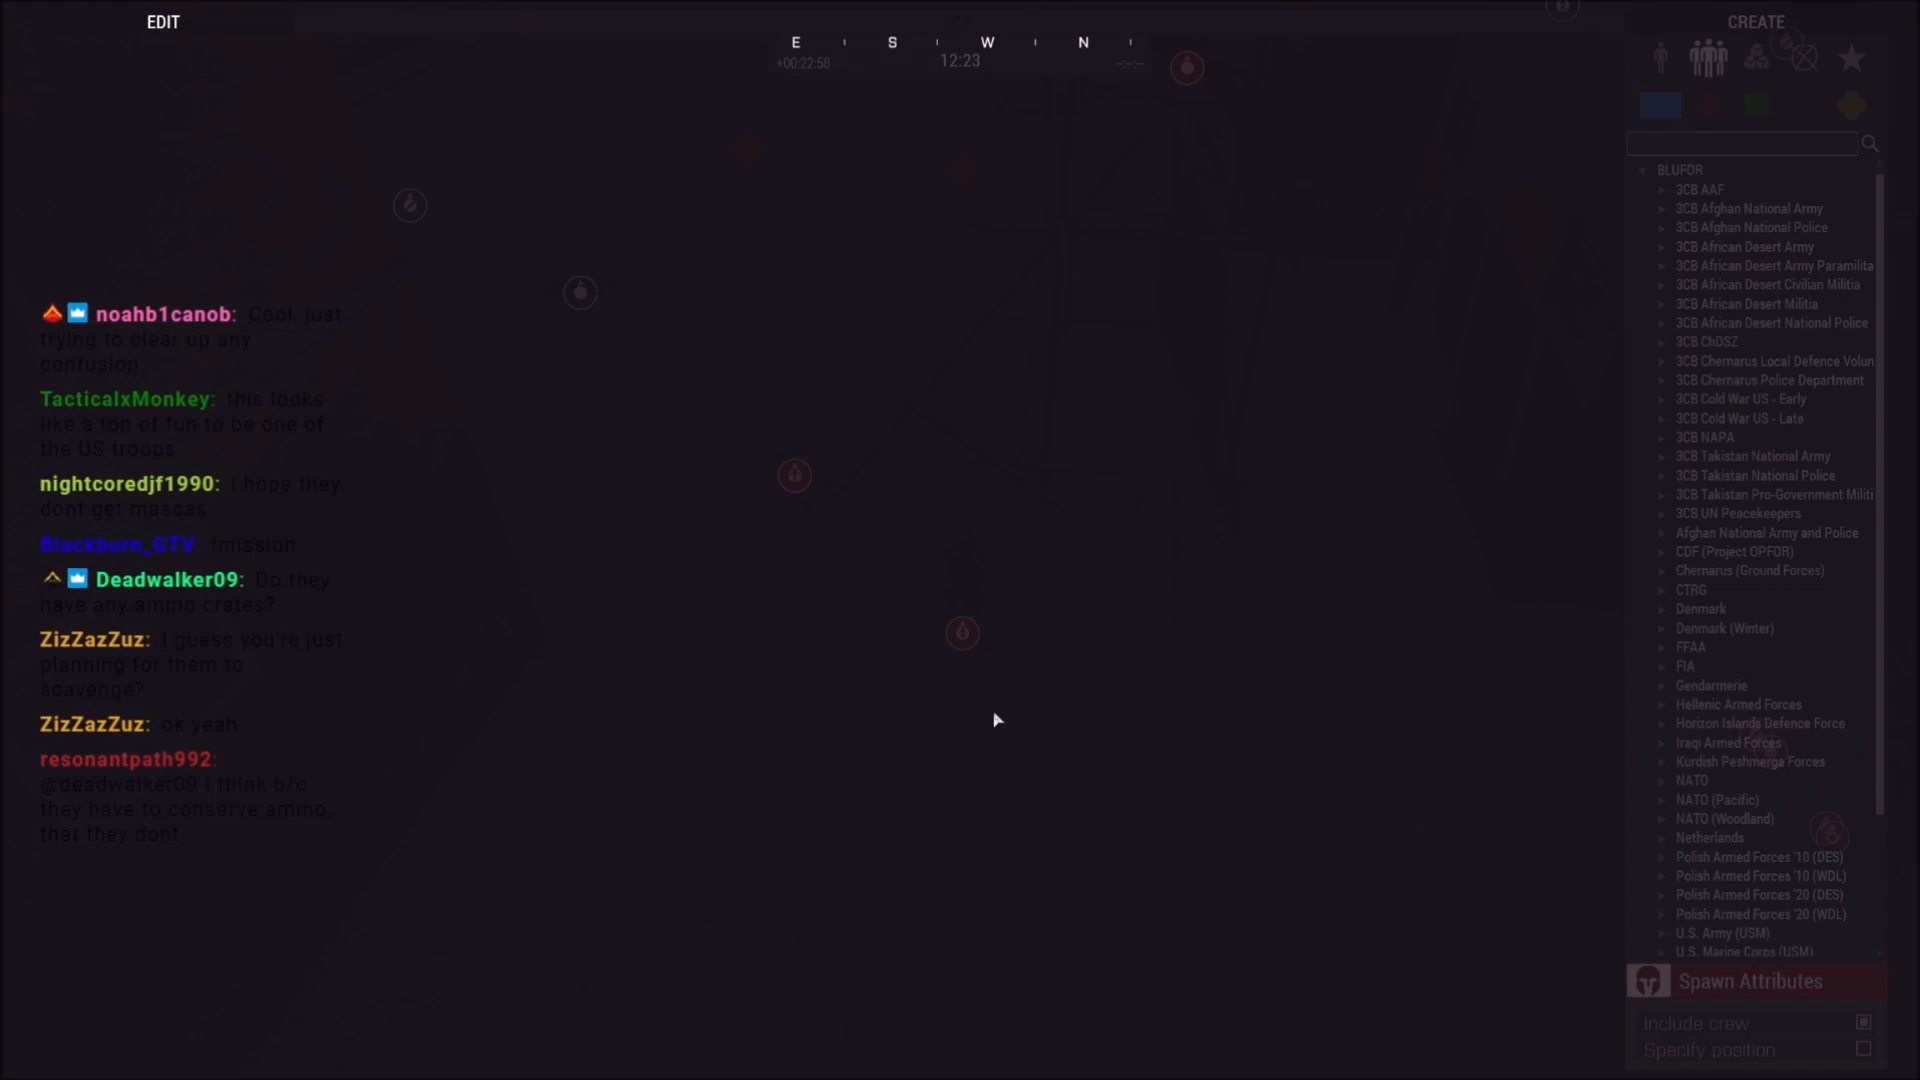 EDIT
E S W N
+00:22:58
12:23
--:--
CREATE
noahb1canob: Cool, just
trying to clear up any
confusion
TacticalxMonkey: this looks
like a ton of fun to be one of
the US troops
nightcoredjf1990: i hope they
dont get mascas
Blackburn_GTV: !mission
Deadwalker09: Do they
have any ammo crates?
ZizZazZuz: I guess you're just
planning for them to
scavenge?
ZizZazZuz: ok yeah
resonantpath992:
@deadwalker09 I think b/c
they have to conserve ammo,
that they dont
BLUFOR
3CB AAF
3CB Afghan National Army
3CB Afghan National Police
3CB African Desert Army
3CB African Desert Army Paramilita
3CB African Desert Civilian Militia
3CB African Desert Militia
3CB African Desert National Police
3CB ChDSZ
3CB Chernarus Local Defence Volun
3CB Chernarus Police Department
3CB Cold War US - Early
3CB Cold War US - Late
3CB NAPA
3CB Takistan National Army
3CB Takistan National Police
3CB Takistan Pro-Government Militi
3CB UN Peacekeepers
Afghan National Army and Police
CDF (Project OPFOR)
Chernarus (Ground Forces)
CTRG
Denmark
Denmark (Winter)
FFAA
FIA
Gendarmerie
Hellenic Armed Forces
Horizon Islands Defence Force
Iraqi Armed Forces
Kurdish Peshmerga Forces
NATO
NATO (Pacific)
NATO (Woodland)
Netherlands
Polish Armed Forces '10 (DES)
Polish Armed Forces '10 (WDL)
Polish Armed Forces '20 (DES)
Polish Armed Forces '20 (WDL)
U.S. Army (USM)
U.S. Marine Corps (USM)
Spawn Attributes
Include crew
Specify position